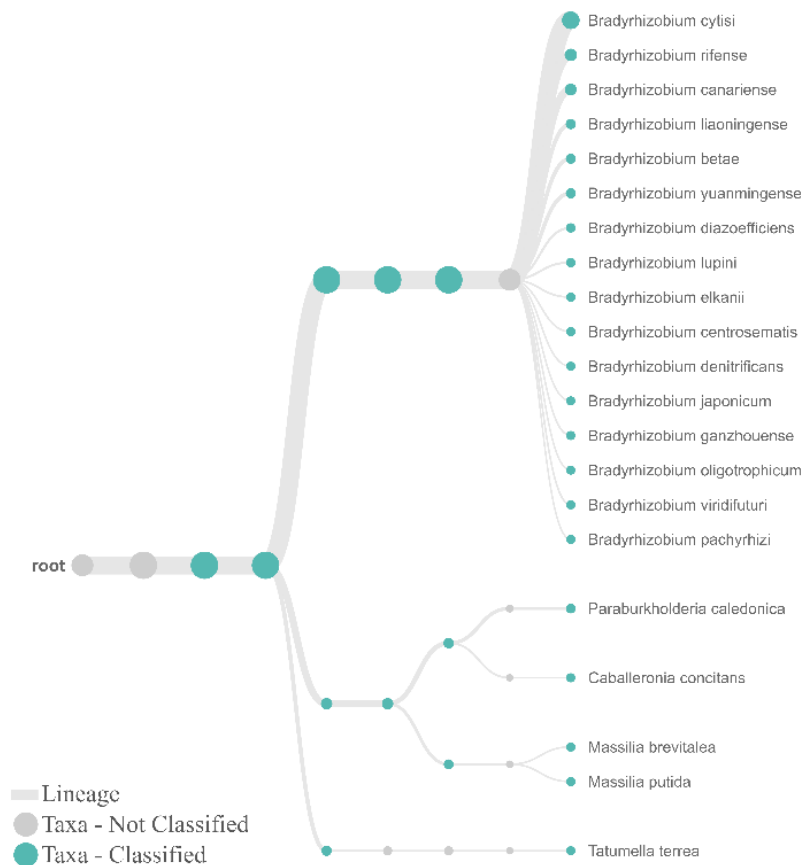 Bradyrhizobium cytisi
Bradyrhizobium rifense
Bradyrhizobium canariense
Bradyrhizobium liaoningense
Bradyrhizobium betae
Bradyrhizobium yuanmingense
Bradyrhizobium diazoefficiens
Bradyrhizobium lupini
Bradyrhizobium elkanii
Bradyrhizobium centrosematis
Bradyrhizobium denitrificans
Bradyrhizobium japonicum
Bradyrhizobium ganzhouense
Bradyrhizobium oligotrophicum
Bradyrhizobium viridifuturi
Bradyrhizobium pachyrhizi
root
Paraburkholderia caledonica
Caballeronia concitans
Massilia brevitalea
Massilia putida
Tatumella terrea
Lineage
Taxa - Not Classified
Taxa - Classified